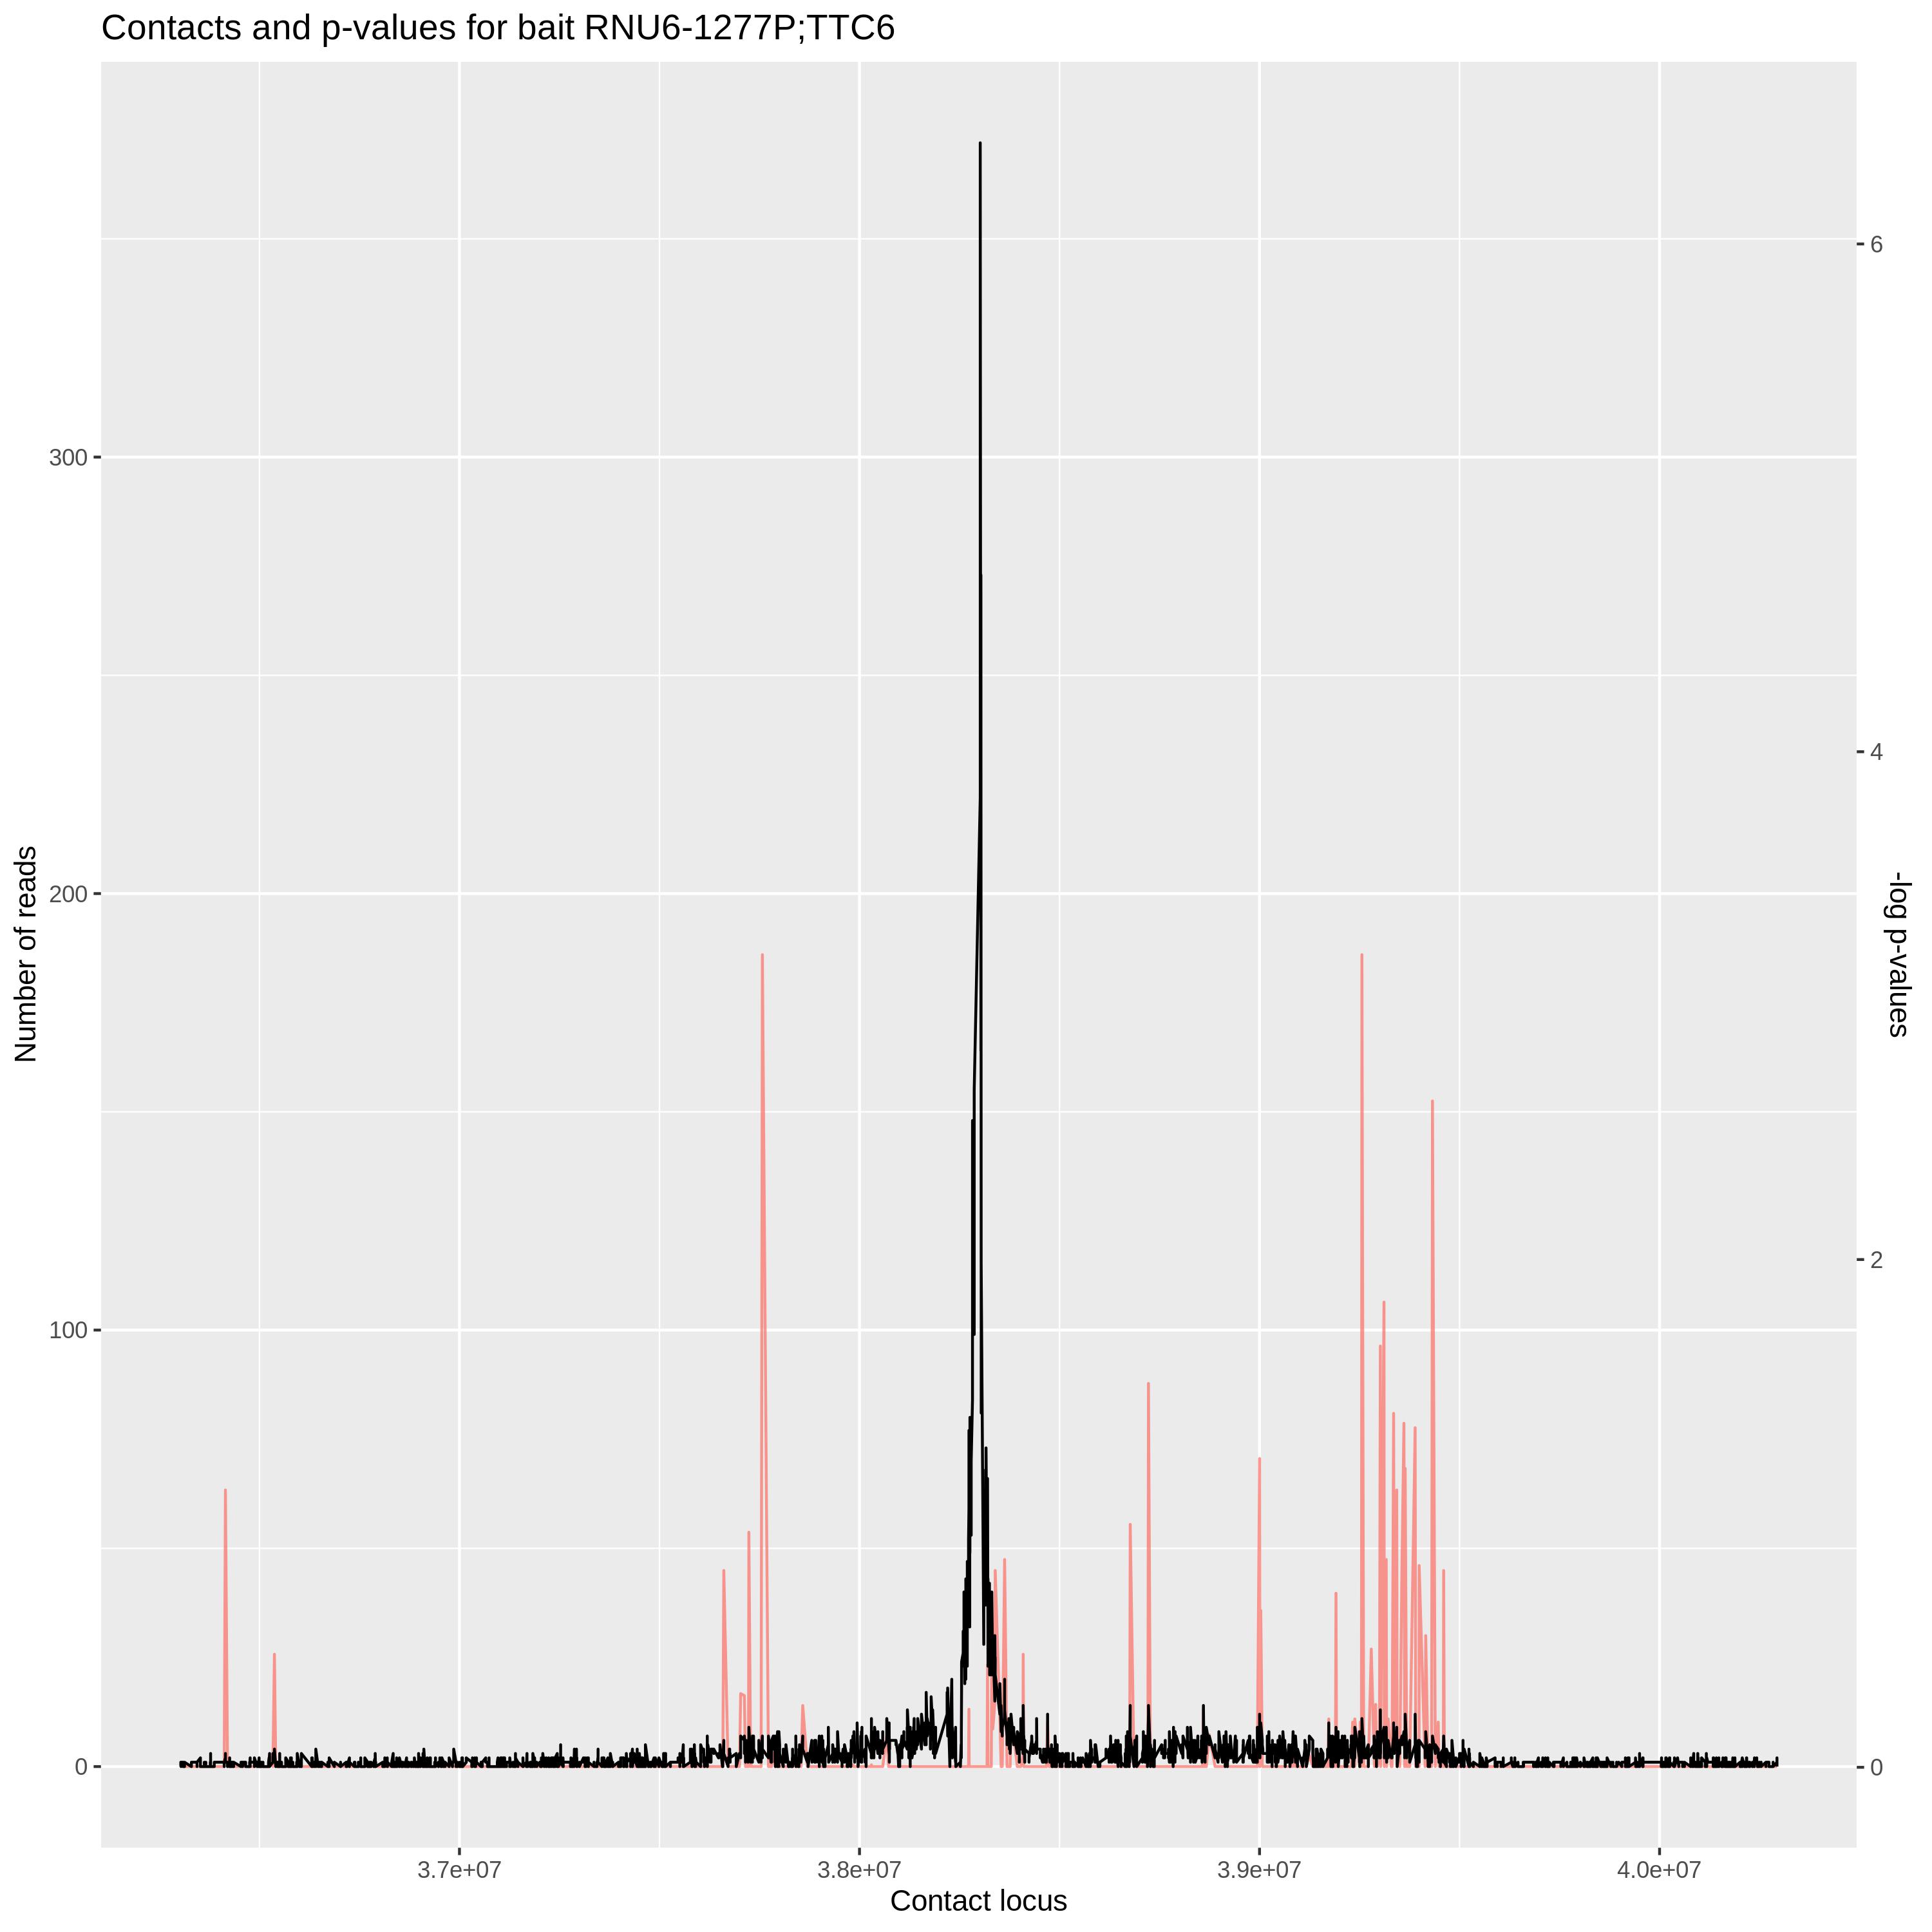 Contacts and p-values for bait RNU6-1277P;TTC6
Number of reads
300
200
100
0
6
4
2
0
-log p-values
3.7e+07
3.8e+07
3.9e+07
4.0e+07
Contact locus